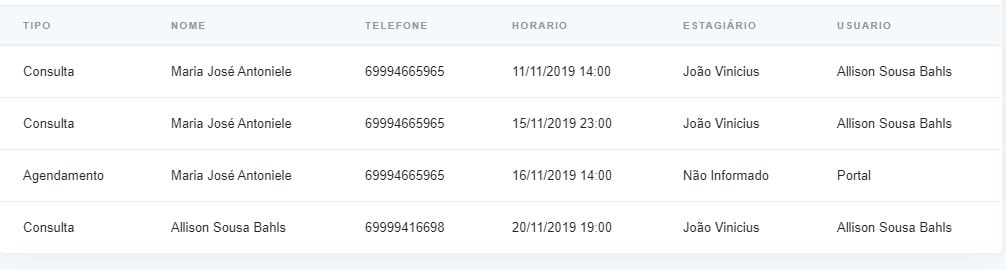 TIPO NOME TELEFONE HORARIO ESTAGIÁRIO USUARIO
Consulta Maria José Antoniele 69994665965 11/11/2019 14:00 João Vinicius Allison Sousa Bahls
Consulta Maria José Antoniele 69994665965 15/11/2019 23:00 João Vinicius Allison Sousa Bahls
Agendamento Maria José Antoniele 69994665965 16/11/2019 14:00 Não Informado Portal
Consulta Allison Sousa Bahls 69999416698 20/11/2019 19:00 João Vinicius Allison Sousa Bahls